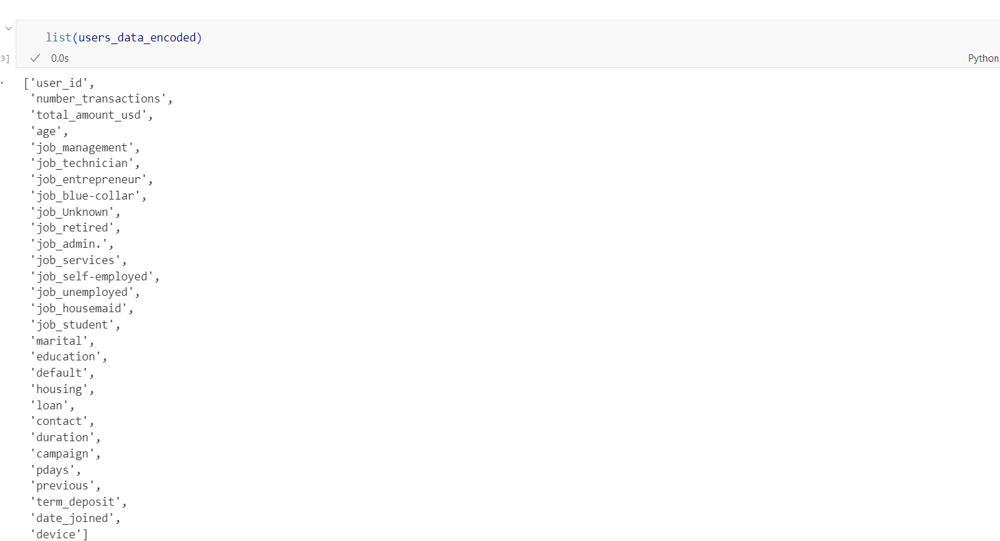 list(users_data_encoded)
3]
0.0s
Python
['user_id',
'number_transactions',
'total_amount_usd',
'age',
'job_management',
'job_technician',
'job_entrepreneur',
'job_blue-collar',
'job_Unknown',
'job_retired',
'job_admin.',
'job_services',
'job_self-employed',
'job_unemployed',
'job_housemaid',
'job_student',
'marital',
'education',
'default',
'housing',
'loan',
'contact',
'duration',
'campaign',
'pdays',
'previous',
'term_deposit',
'date_joined',
'device']